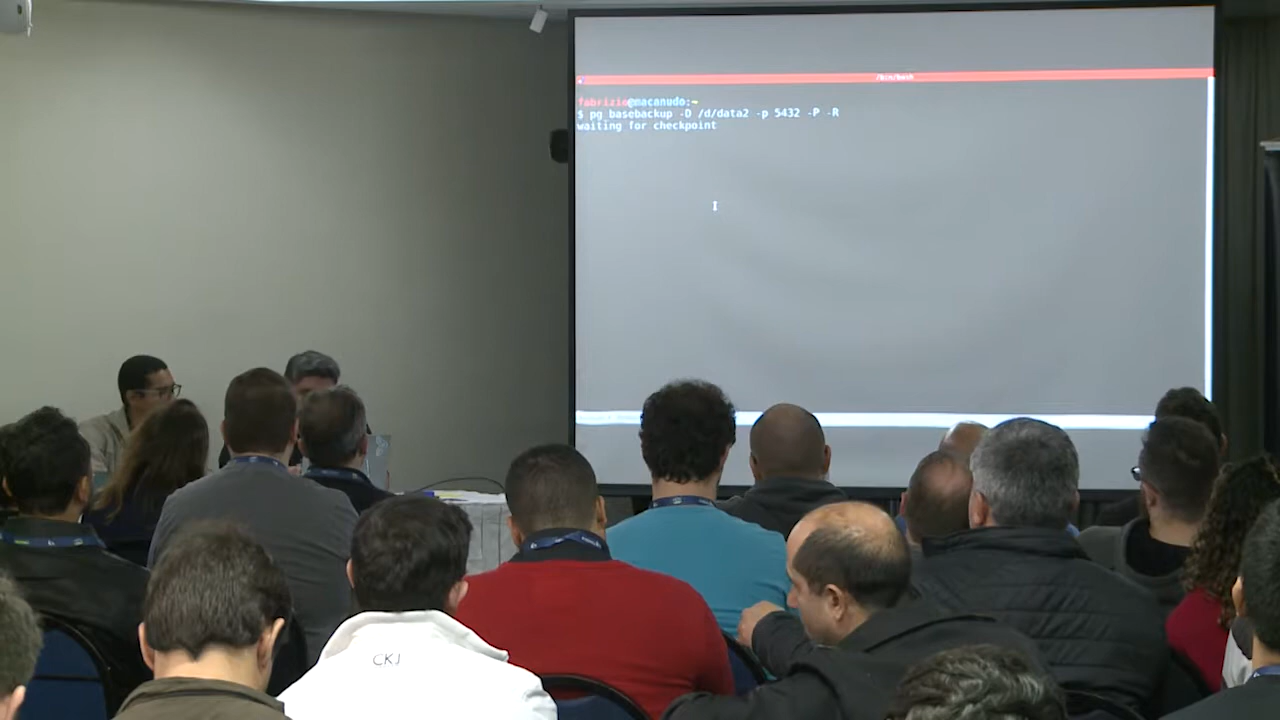 /bin/bash
fabrizio@macanudo:~
$ pg_basebackup -D /d/data2 -p 5432 -P -R
waiting for checkpoint
CKJ